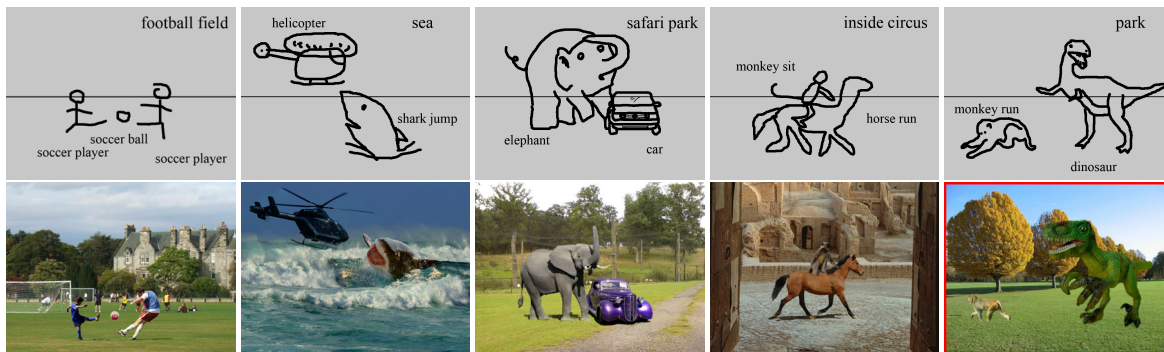 football field
soccer ball
soccer player
soccer player
helicopter
sea
shark jump
safari park
elephant
car
inside circus
monkey sit
horse run
park
monkey run
dinosaur